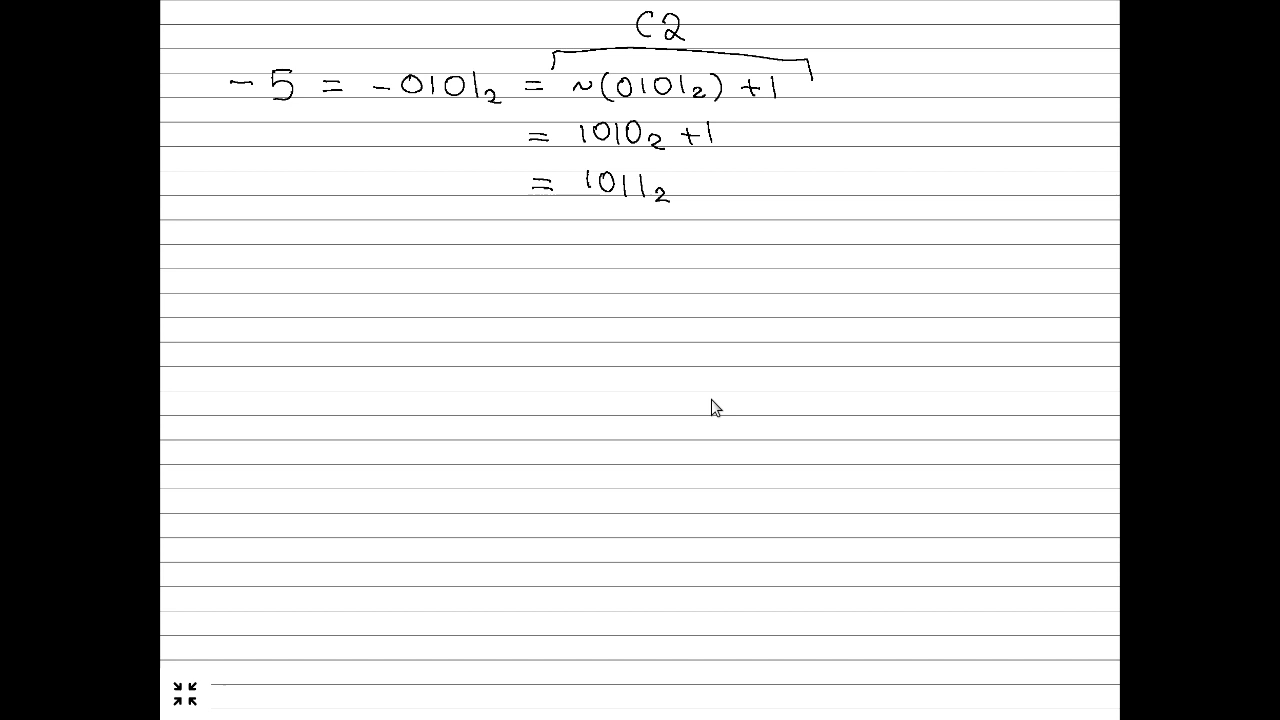 C2
- 5 = - 0101₂ = ~(0101₂) + 1
= 1010₂ + 1
= 1011₂